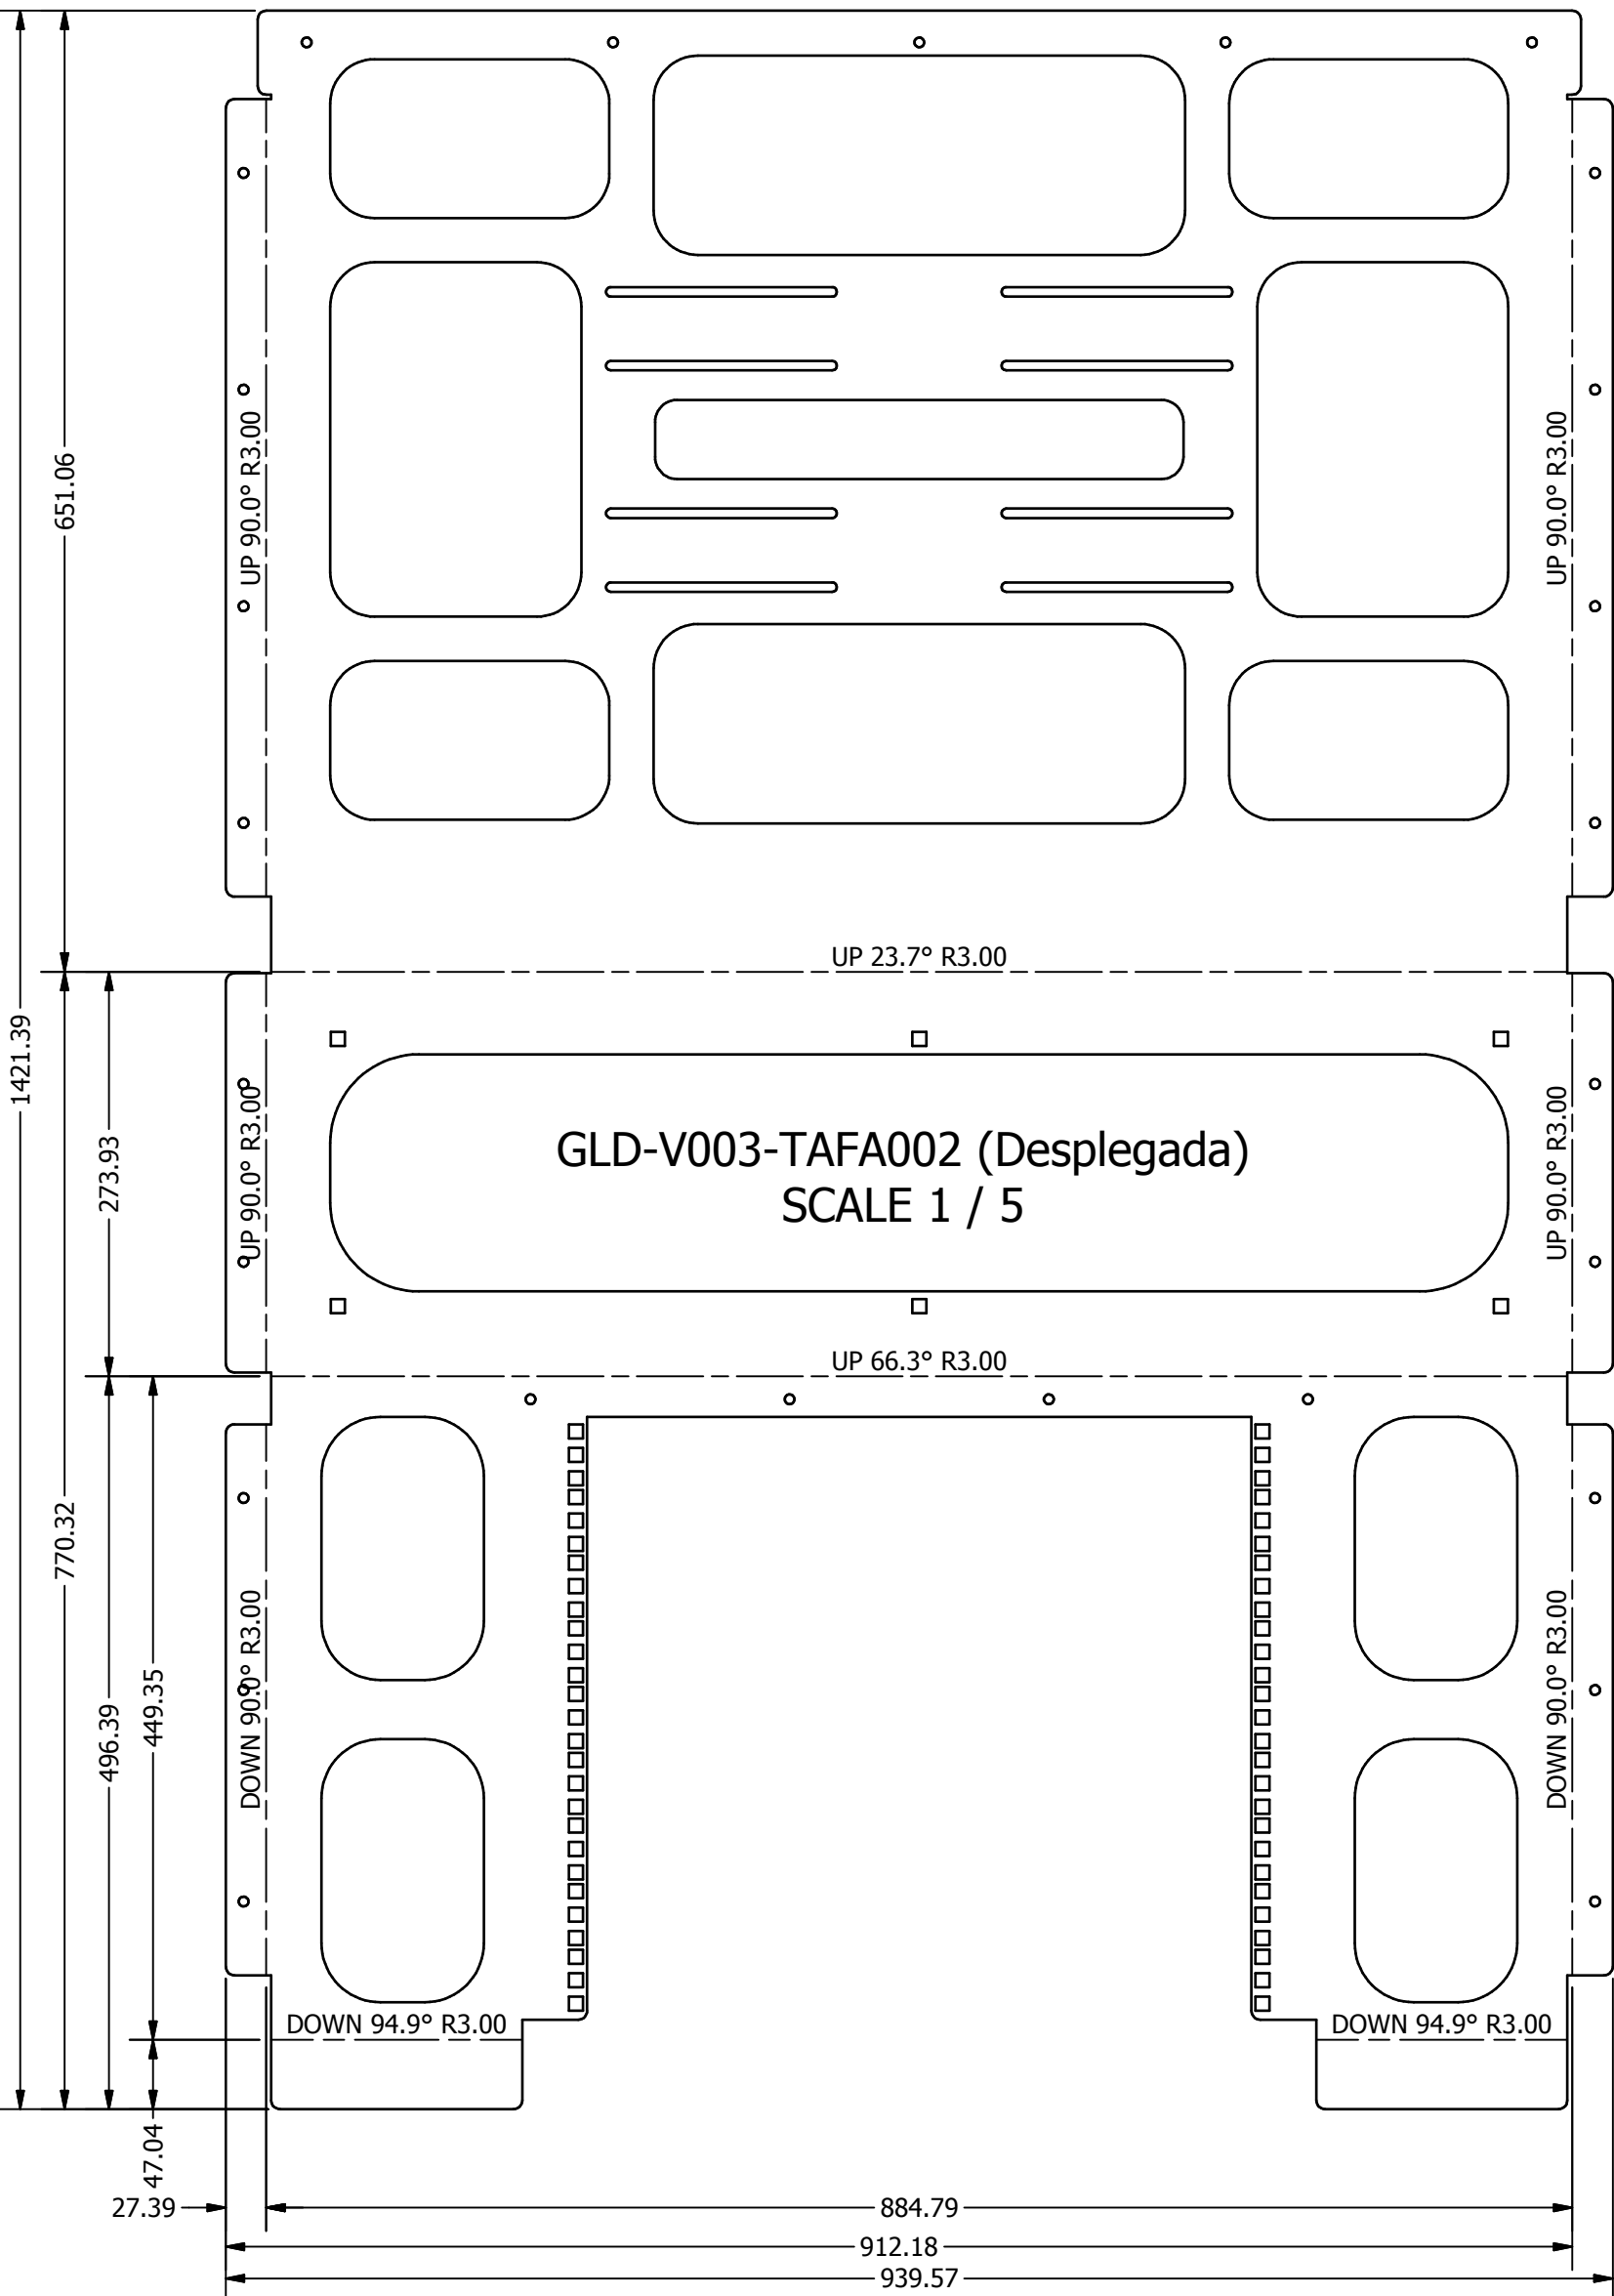 651.06
UP 90.0° R3.00
UP 90.0° R3.00
UP 23.7° R3.00
1421.39
273.93
UP 90.0° R3.00
UP 90.0° R3.00
GLD-V003-TAFA002 (Desplegada)
SCALE 1 / 5
UP 66.3° R3.00
770.32
496.39
449.35
DOWN 90.0° R3.00
DOWN 90.0° R3.00
DOWN 94.9° R3.00
DOWN 94.9° R3.00
47.04
27.39
884.79
912.18
939.57